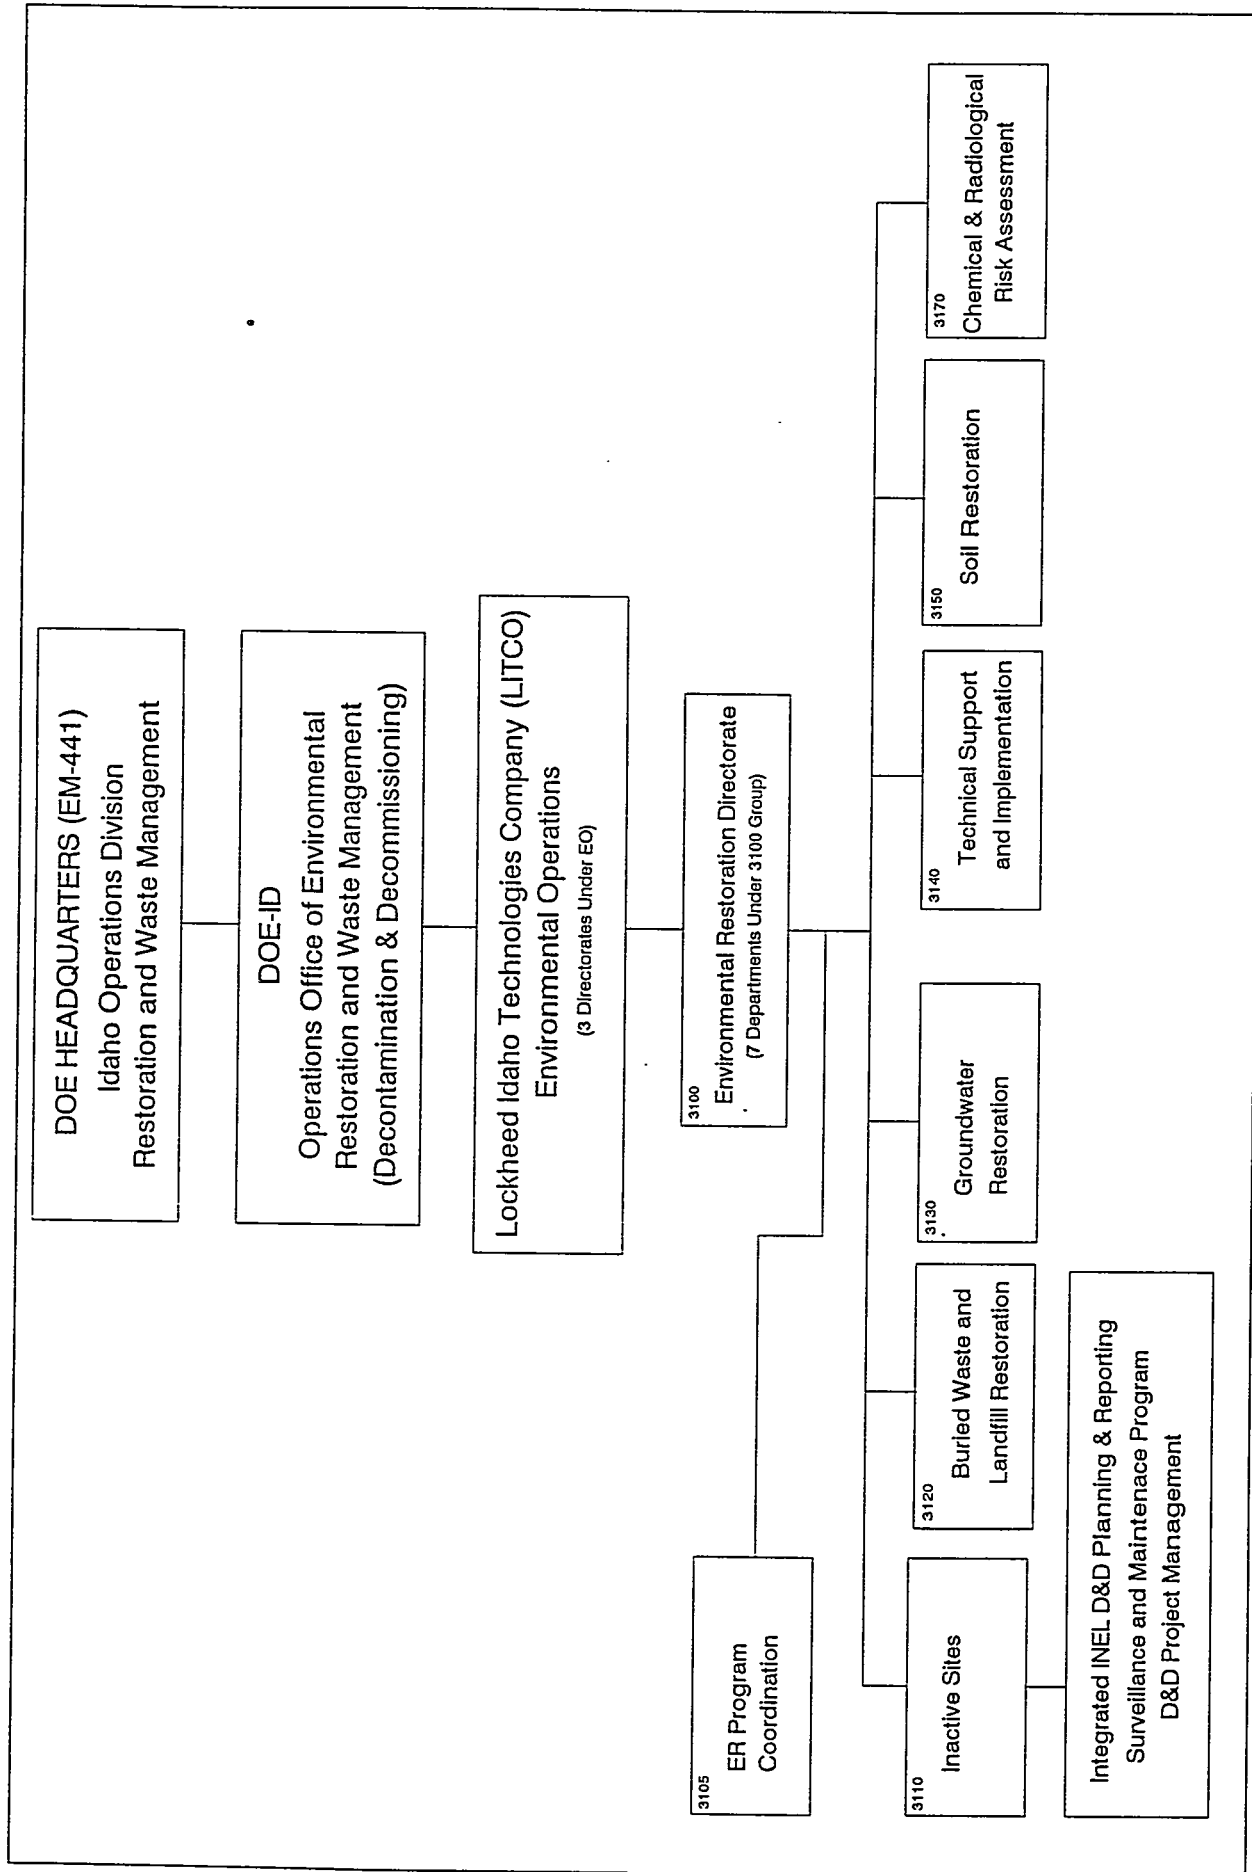 DOE HEADQUARTERS (EM-441)
Idaho Operations Division
Restoration and Waste Management
DOE-ID
Operations Office of Environmental
Restoration and Waste Management
(Decontamination & Decommissioning)
Lockheed Idaho Technologies Company (LITCO)
Environmental Operations
(3 Directorates Under EO)
3100
Environmental Restoration Directorate
(7 Departments Under 3100 Group)
3105
ER Program
Coordination
3110
Inactive Sites
3120
Buried Waste and
Landfill Restoration
3130
Groundwater
Restoration
3140
Technical Support
and Implementation
3150
Soil Restoration
3170
Chemical & Radiological
Risk Assessment
Integrated INEL D&D Planning & Reporting
Surveillance and Maintenace Program
D&D Project Management